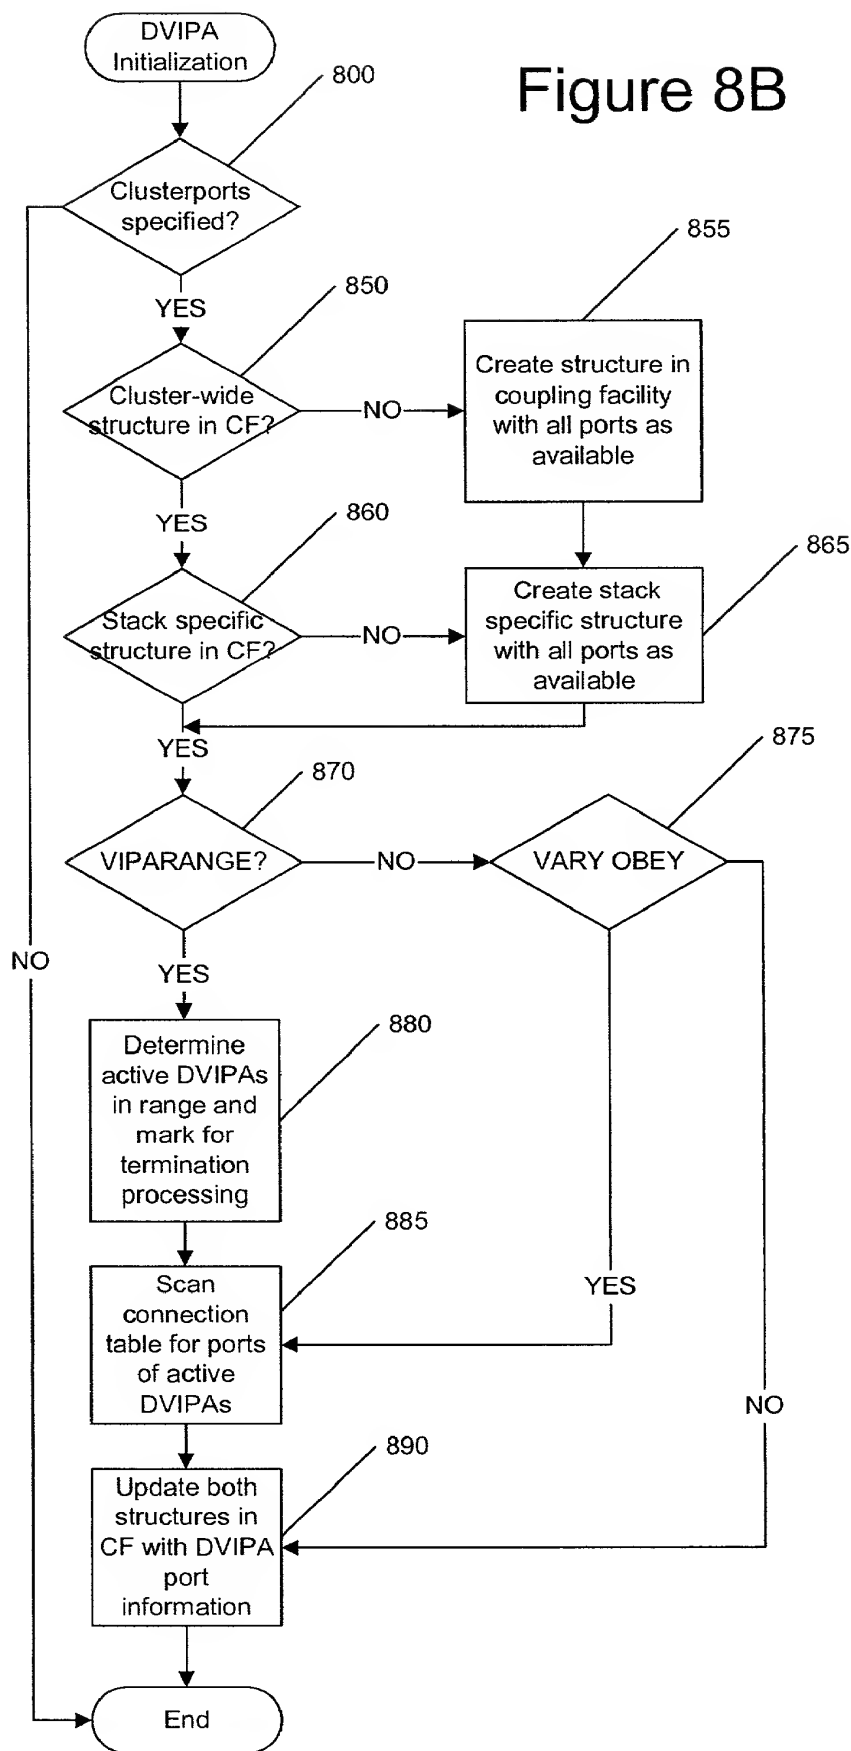 DVIPA
Initialization
Figure 8B
800
Clusterports
specified?
YES
855
850
Cluster-wide
structure in CF?
NO
Create structure in
coupling facility
with all ports as
available
YES
860
865
Stack specific
structure in CF?
NO
Create stack
specific structure
with all ports as
available
YES
875
870
VIPARANGE?
NO
VARY OBEY
NO
YES
880
Determine
active DVIPAs
in range and
mark for
termination
processing
885
Scan
connection
table for ports
of active
DVIPAs
YES
NO
890
Update both
structures in
CF with DVIPA
port
information
End